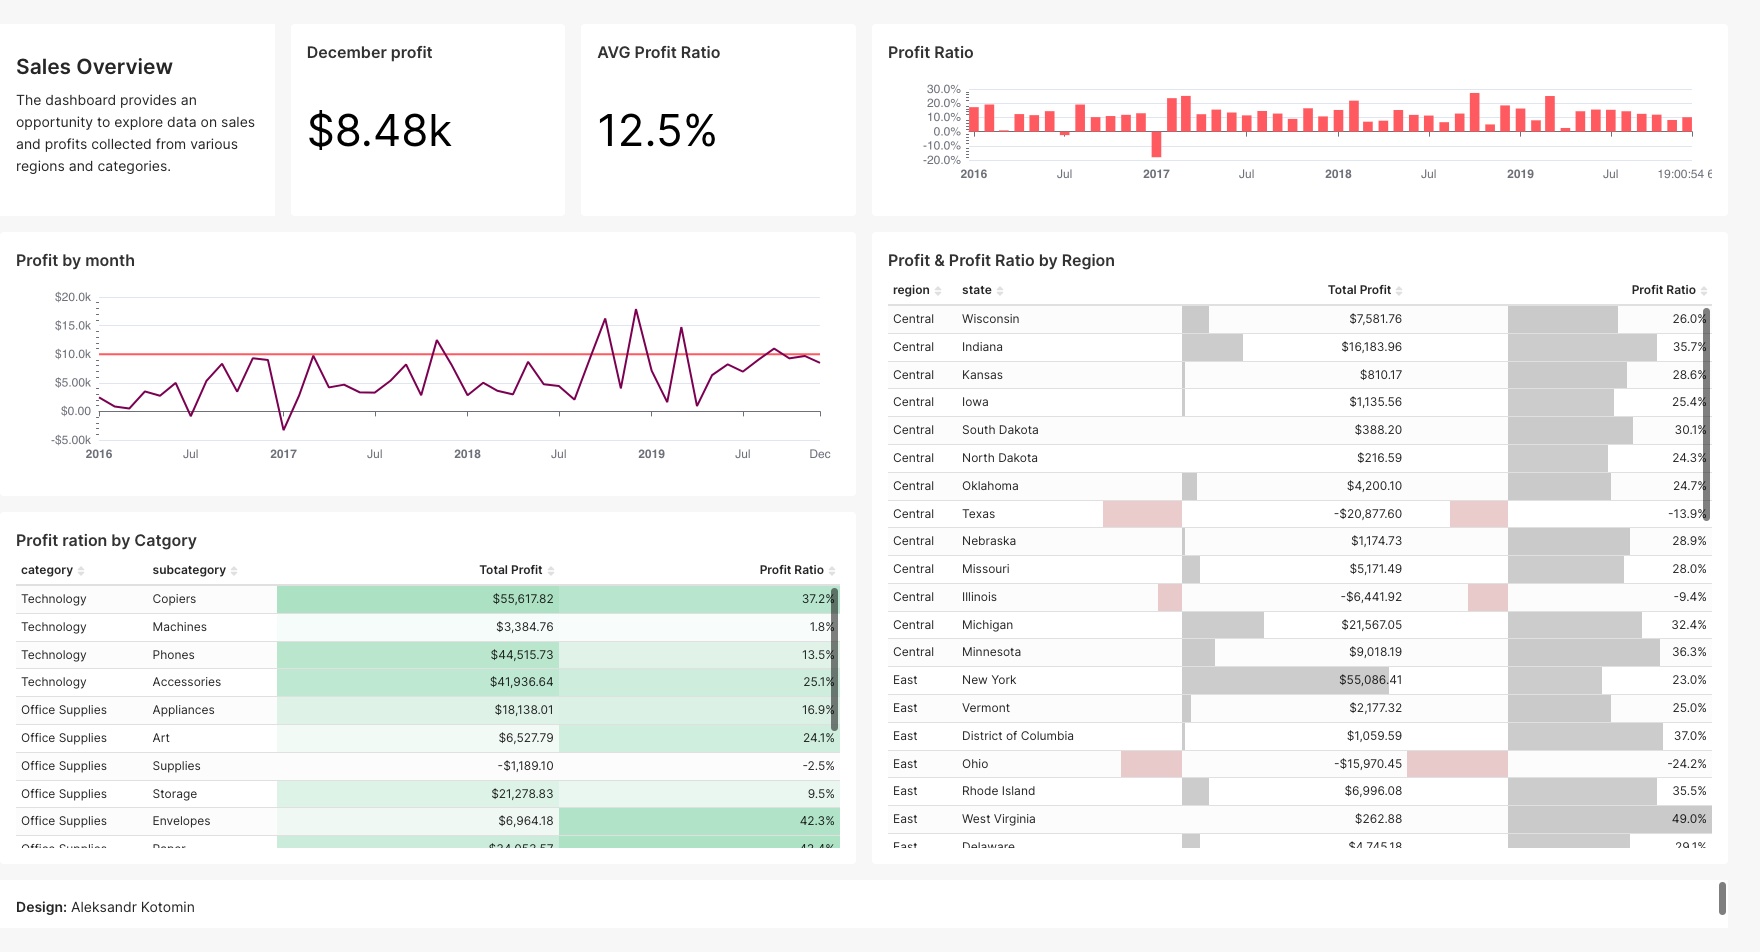 Sales Overview
The dashboard provides an
opportunity to explore data on sales
and profits collected from various
regions and categories.
December profit
$8.48k
AVG Profit Ratio
12.5%
Profit Ratio
30.0%
20.0%
10.0%
0.0%
-10.0%
-20.0%
2016 Jul 2017 Jul 2018 Jul 2019 Jul 19:00:54
Profit by month
$20.0k
$15.0k
$10.0k
$5.00k
$0.00
-$5.00k
2016 Jul 2017 Jul 2018 Jul 2019 Jul Dec
Profit ration by Catgory
category subcategory Total Profit Profit Ratio
Technology Copiers $55,617.82 37.2%
Technology Machines $3,384.76 1.8%
Technology Phones $44,515.73 13.5%
Technology Accessories $41,936.64 25.1%
Office Supplies Appliances $18,138.01 16.9%
Office Supplies Art $6,527.79 24.1%
Office Supplies Supplies -$1,189.10 -2.5%
Office Supplies Storage $21,278.83 9.5%
Office Supplies Envelopes $6,964.18 42.3%
Office Supplies Paper
Profit & Profit Ratio by Region
region state Total Profit Profit Ratio
Central Wisconsin $7,581.76 26.0%
Central Indiana $16,183.96 35.7%
Central Kansas $810.17 28.6%
Central Iowa $1,135.56 25.4%
Central South Dakota $388.20 30.1%
Central North Dakota $216.59 24.3%
Central Oklahoma $4,200.10 24.7%
Central Texas -$20,877.60 -13.9%
Central Nebraska $1,174.73 28.9%
Central Missouri $5,171.49 28.0%
Central Illinois -$6,441.92 -9.4%
Central Michigan $21,567.05 32.4%
Central Minnesota $9,018.19 36.3%
East New York $55,086.41 23.0%
East Vermont $2,177.32 25.0%
East District of Columbia $1,059.59 37.0%
East Ohio -$15,970.45 -24.2%
East Rhode Island $6,996.08 35.5%
East West Virginia $262.88 49.0%
East Delaware $4,745.18 29.1%
Design: Aleksandr Kotomin